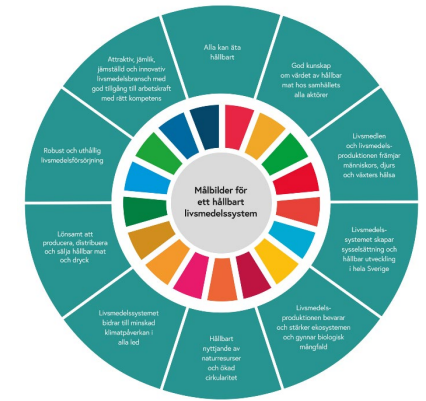 Målbilder för
ett hållbart
livsmedelssystem
Alla kan äta
hållbart
God kunskap
om värdet av hållbar
mat hos samhällets
alla aktörer
Livsmedlen
och livsmedels-
produktionen främjar
människors, djurs
och växters hälsa
Livsmedels-
systemet skapar
sysselsättning och
hållbar utveckling
i hela Sverige
Livsmedels-
produktionen bevarar
och stärker ekosystemen
och gynnar biologisk
mångfald
Hållbart
nyttjande av
naturresurser
och ökad
cirkularitet
Livsmedelssystemet
bidrar till minskad
klimatpåverkan i
alla led
Lönsamt att
producera, distribuera
och sälja hållbar mat
och dryck
Robust och uthållig
livsmedelsförsörjning
Attraktiv, jämlik,
jämställd och innovativ
livsmedelsbransch med
god tillgång till arbetskraft
med rätt kompetens